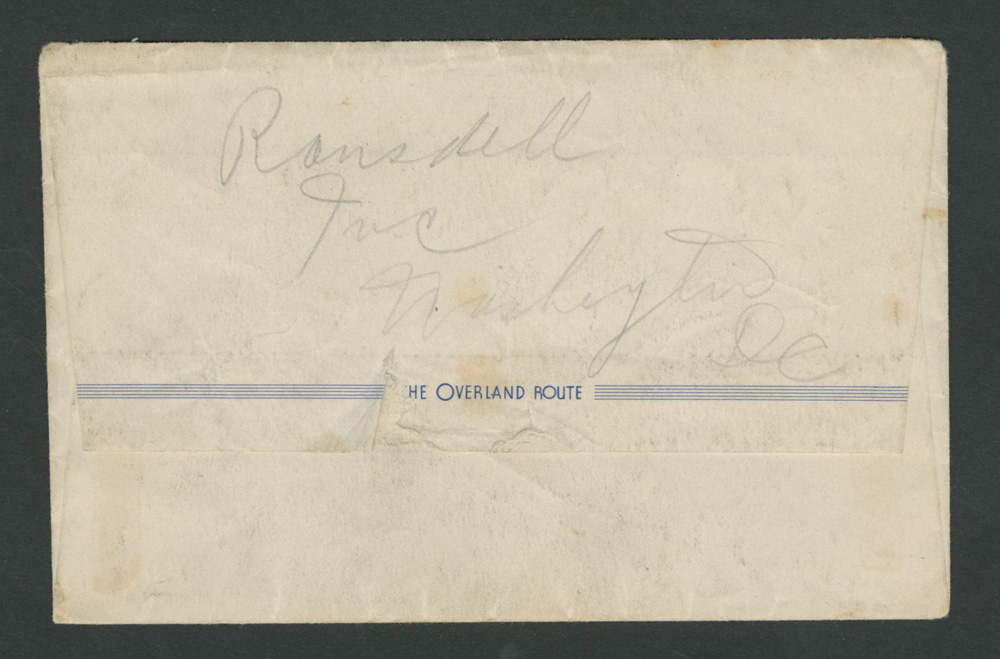 Ransdell
Inc
Washington
DC
HE OVERLAND ROUTE